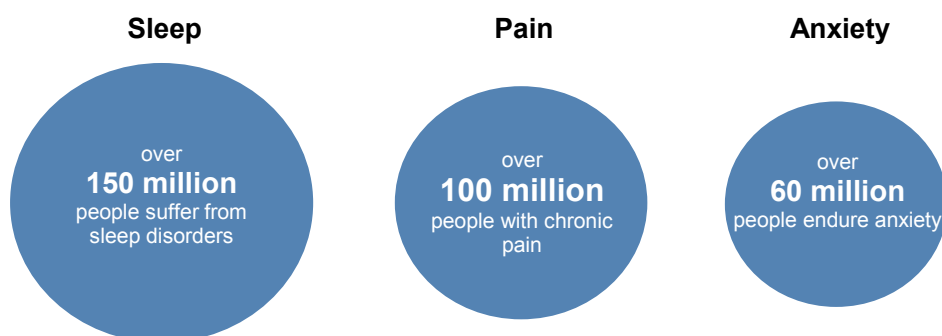 Sleep
over
150 million
people suffer from
sleep disorders
Pain
over
100 million
people with chronic
pain
Anxiety
over
60 million
people endure anxiety